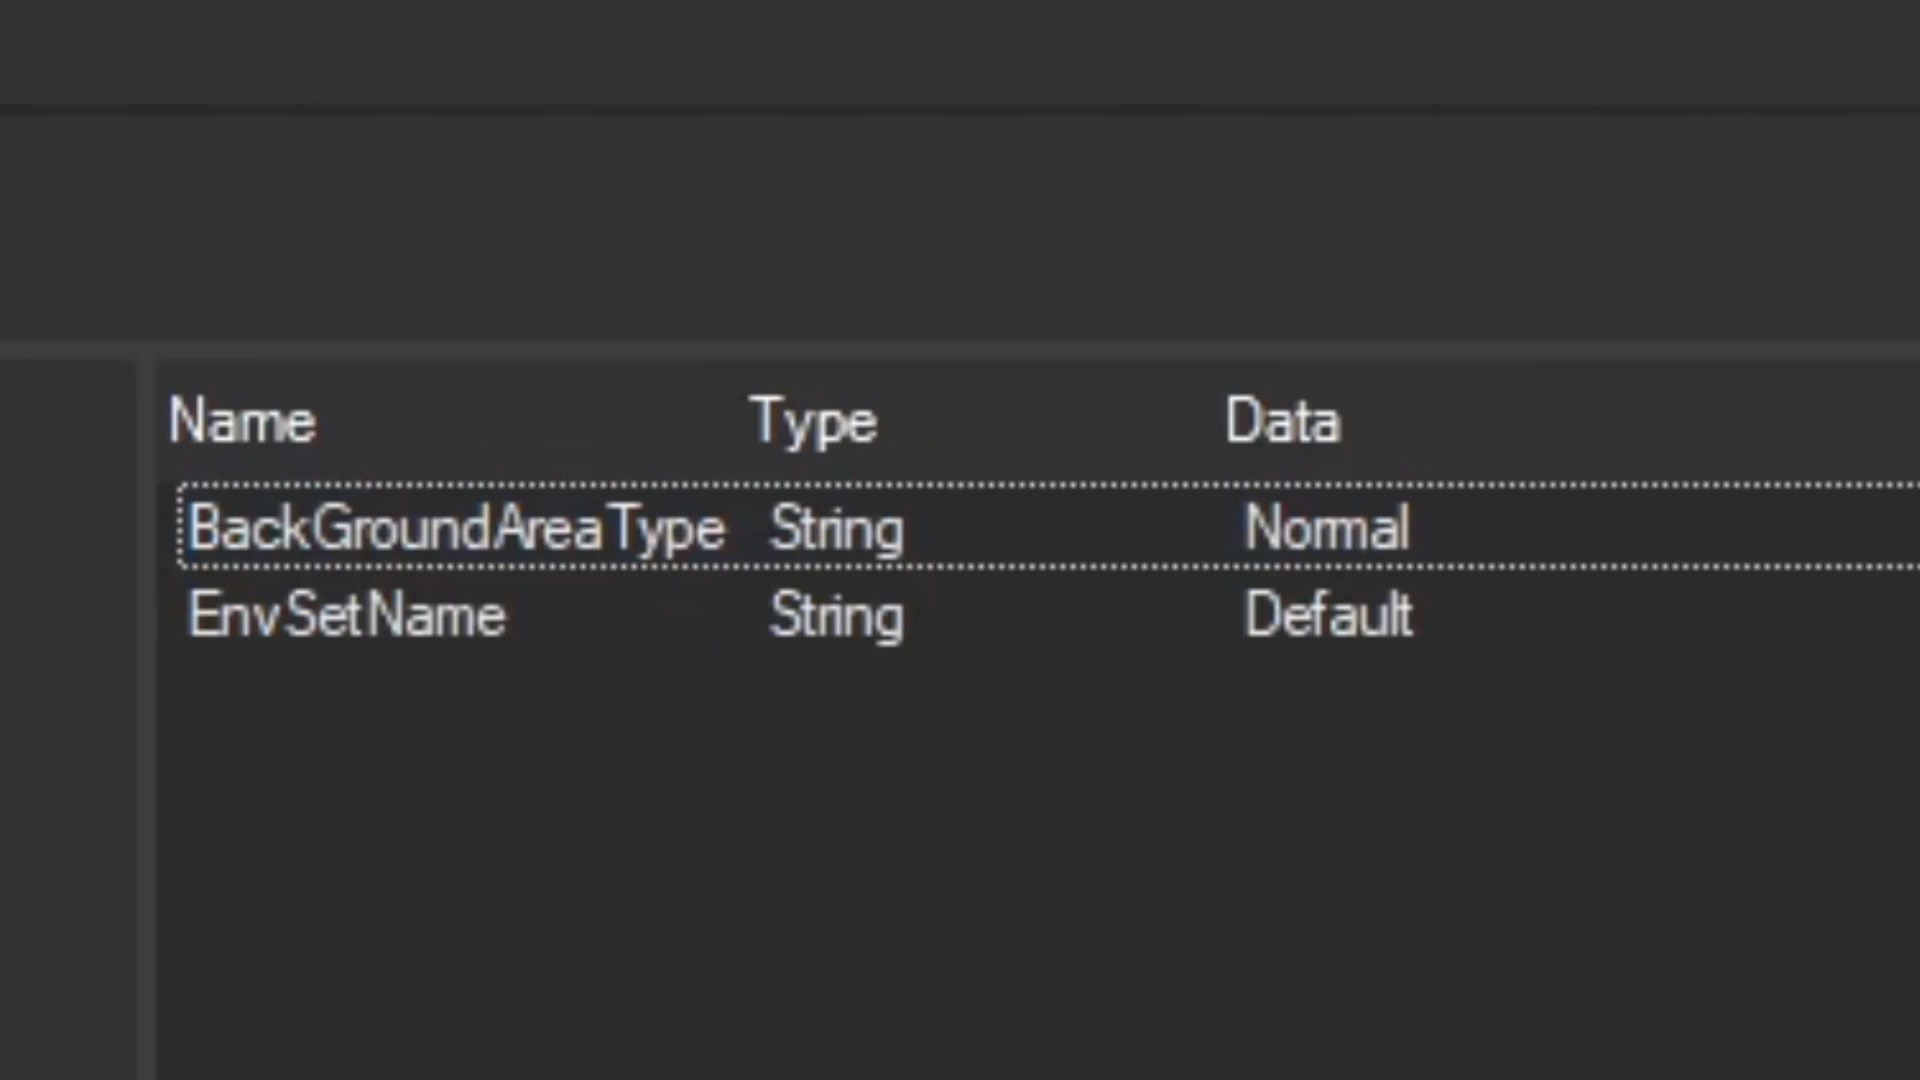 Name Type Data
BackGroundAreaType String Normal
EnvSetName String Default